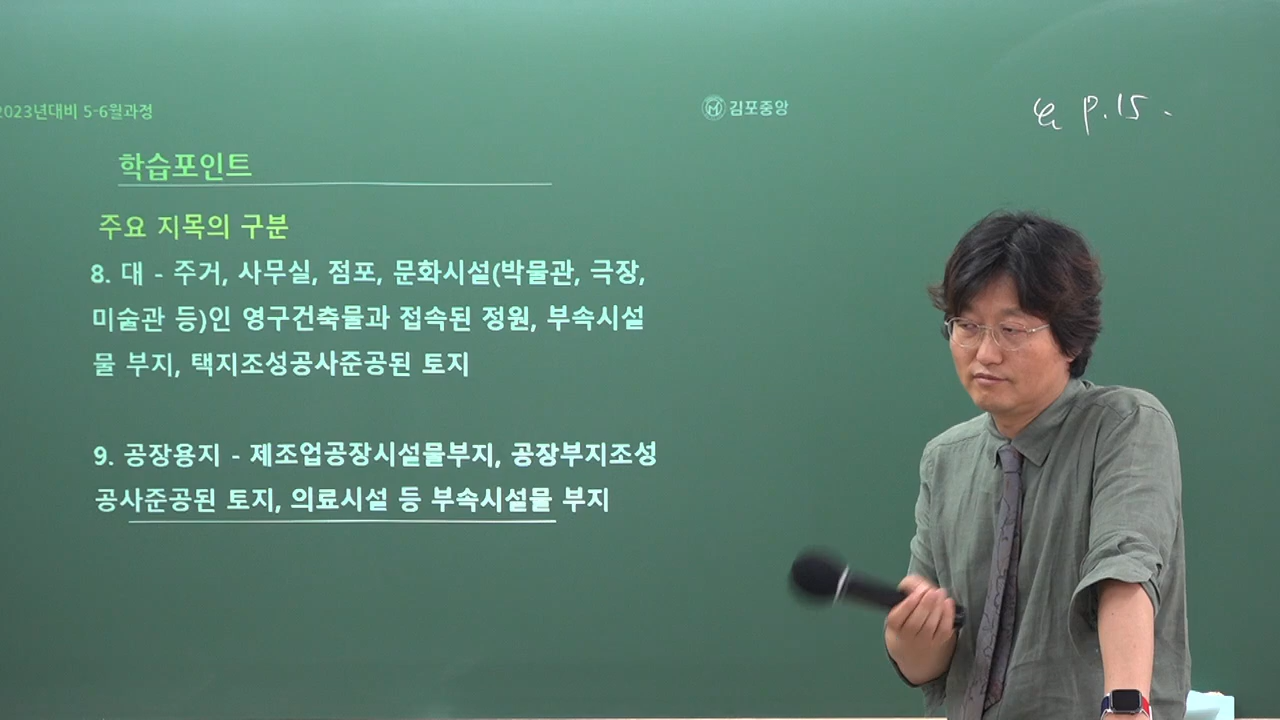 2023년대비 5-6월과정
김포중앙
p.15.
학습포인트
주요 지목의 구분
8. 대 - 주거, 사무실, 점포, 문화시설(박물관, 극장,
미술관 등)인 영구건축물과 접속된 정원, 부속시설
물 부지, 택지조성공사준공된 토지
9. 공장용지 - 제조업공장시설물부지, 공장부지조성
공사준공된 토지, 의료시설 등 부속시설물 부지